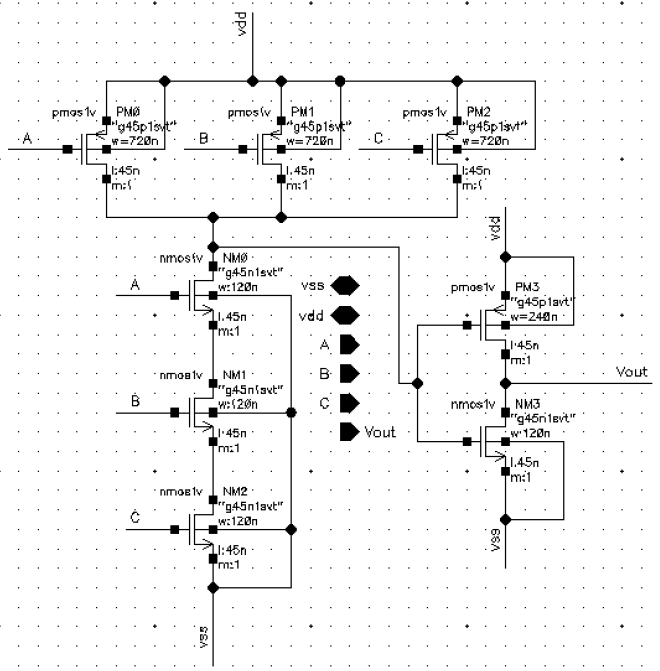 vdd
pmos1v PM0
"g45p1svt"
A
w=720n
l:45n
m:1
pmos1v PM1
"g45p1svt"
B
w=720n
l:45n
m:1
pmos1v PM2
"g45p1svt"
C
w=720n
l:45n
m:1
nmos1v NM0
"g45n1svt"
A
w:120n
l:45n
m:1
nmos1v NM1
"g45n1svt"
B
w:120n
l:45n
m:1
nmos1v NM2
"g45n1svt"
C
w:120n
l:45n
m:1
vss
vss
vdd
A
B
C
Vout
vdd
pmos1v PM3
"g45p1svt"
w=240n
l:45n
m:1
Vout
nmos1v NM3
"g45n1svt"
w:120n
l:45n
m:1
vss